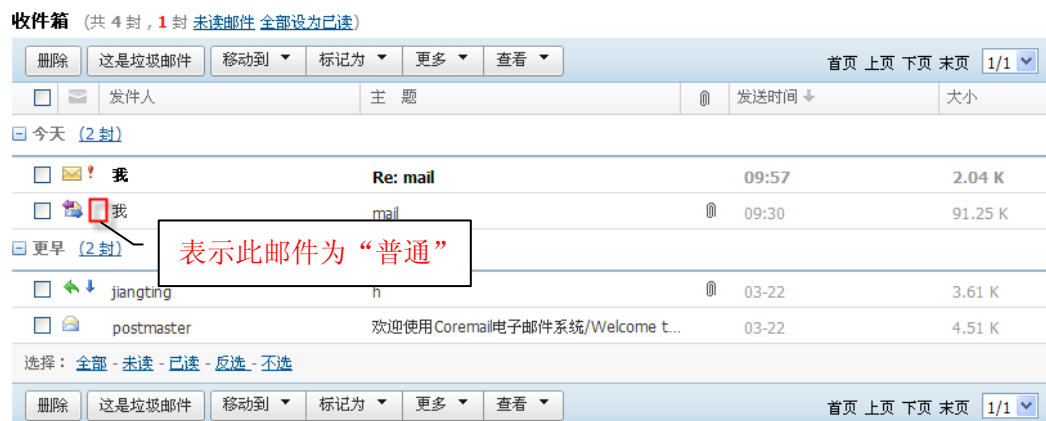 收件箱 (共 4 封，1 封 未读邮件 全部设为已读)
删除 这是垃圾邮件 移动到 标记为 更多 查看 首页 上页 下页 末页 1/1
发件人 主 题 发送时间 大小
今天 (2 封)
我 Re: mail 09:57 2.04 K
我 mail 09:30 91.25 K
更早 (2 封)
表示此邮件为“普通”
jiangting h 03-22 3.61 K
postmaster 欢迎使用Coremail电子邮件系统/Welcome t... 03-22 4.51 K
选择： 全部 - 未读 - 已读 - 反选 - 不选
删除 这是垃圾邮件 移动到 标记为 更多 查看 首页 上页 下页 末页 1/1